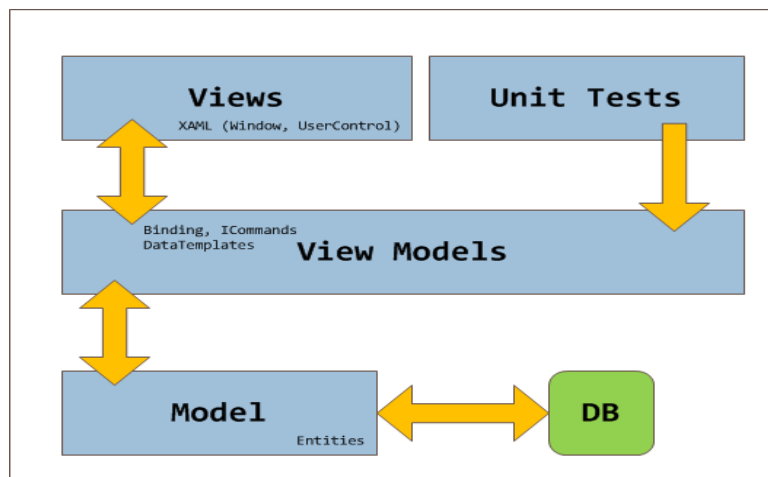 Views
XAML (Window, UserControl)
Unit Tests
Binding, ICommands
DataTemplates
View Models
Model
Entities
DB